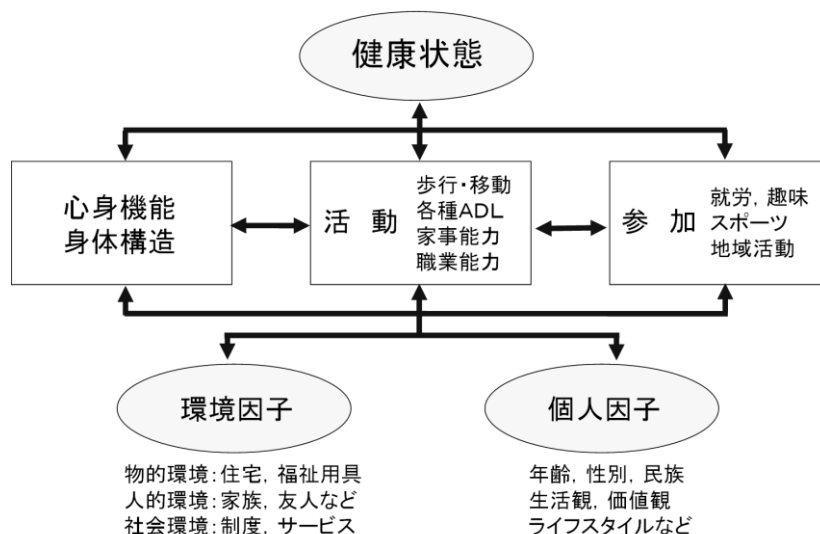 健康状態
心身機能
身体構造
活 動
歩行・移動
各種ADL
家事能力
職業能力
参 加
就労, 趣味
スポーツ
地域活動
環境因子
物的環境:住宅, 福祉用具
人的環境:家族, 友人など
社会環境:制度, サービス
個人因子
年齢, 性別, 民族
生活観, 価値観
ライフスタイルなど